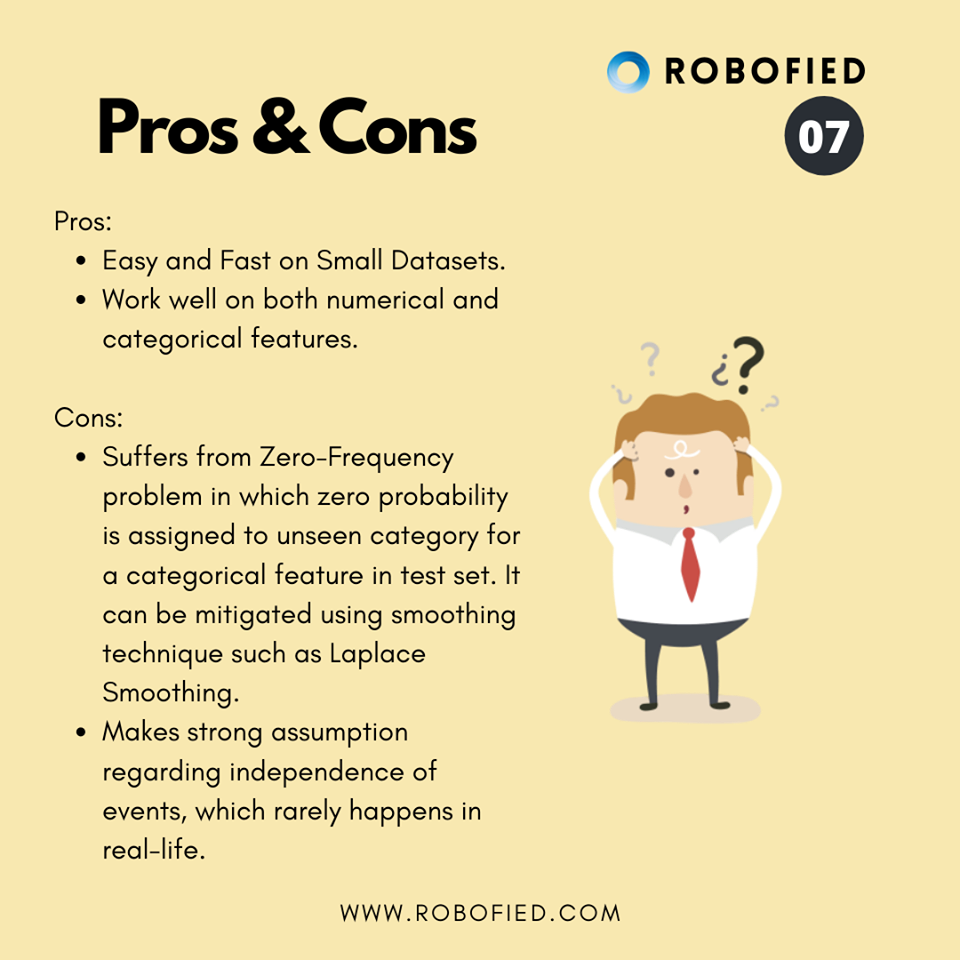 ROBOFIED
Pros & Cons
07
Pros:
• Easy and Fast on Small Datasets.
• Work well on both numerical and
categorical features.
Cons:
• Suffers from Zero-Frequency
problem in which zero probability
is assigned to unseen category for
a categorical feature in test set. It
can be mitigated using smoothing
technique such as Laplace
Smoothing.
• Makes strong assumption
regarding independence of
events, which rarely happens in
real-life.
? ¿ ? ¿ ?
WWW.ROBOFIED.COM